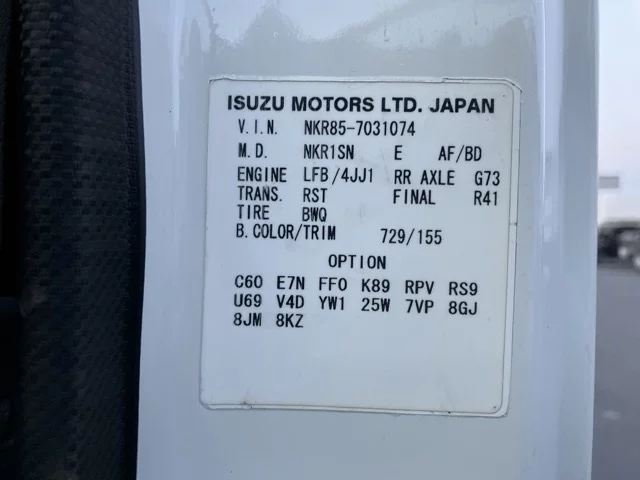 ISUZU MOTORS LTD. JAPAN
V.I.N. NKR85-7031074
M.D. NKR1SN E AF/BD
ENGINE LFB/4JJ1 RR AXLE G73
TRANS. RST FINAL R41
TIRE BWQ
B.COLOR/TRIM 729/155
OPTION
C60 E7N FF0 K89 RPV RS9
U69 V4D YW1 25W 7VP 8GJ
8JM 8KZ